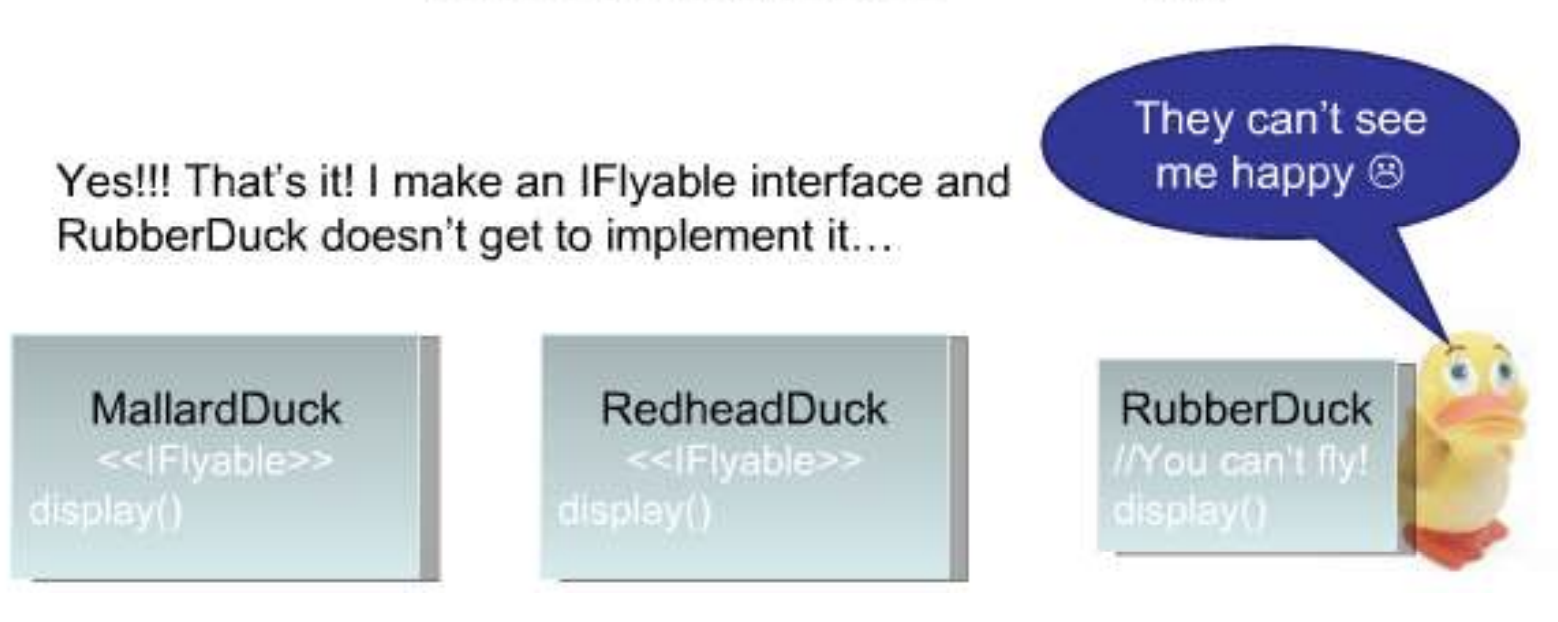 They can't see
me happy ☹
Yes!!! That's it! I make an IFlyable interface and
RubberDuck doesn't get to implement it…
MallardDuck
<<IFlyable>>
display()
RedheadDuck
<<IFlyable>>
display()
RubberDuck
//You can't fly!
display()